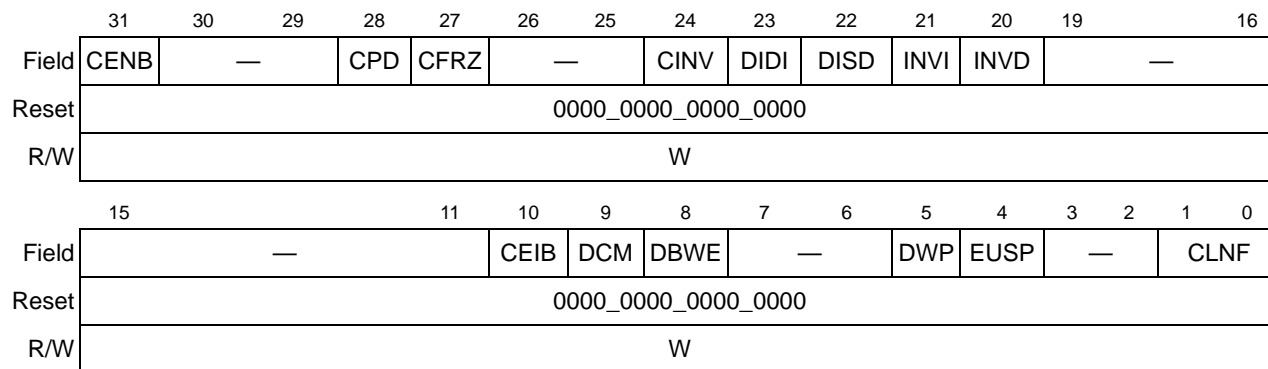 31 30 29 28 27 26 25 24 23 22 21 20 19 16
Field CENB — CPD CFRZ — CINV DIDI DISD INVI INVD —
Reset 0000_0000_0000_0000
R/W W
15 11 10 9 8 7 6 5 4 3 2 1 0
Field — CEIB DCM DBWE — DWP EUSP — CLNF
Reset 0000_0000_0000_0000
R/W W